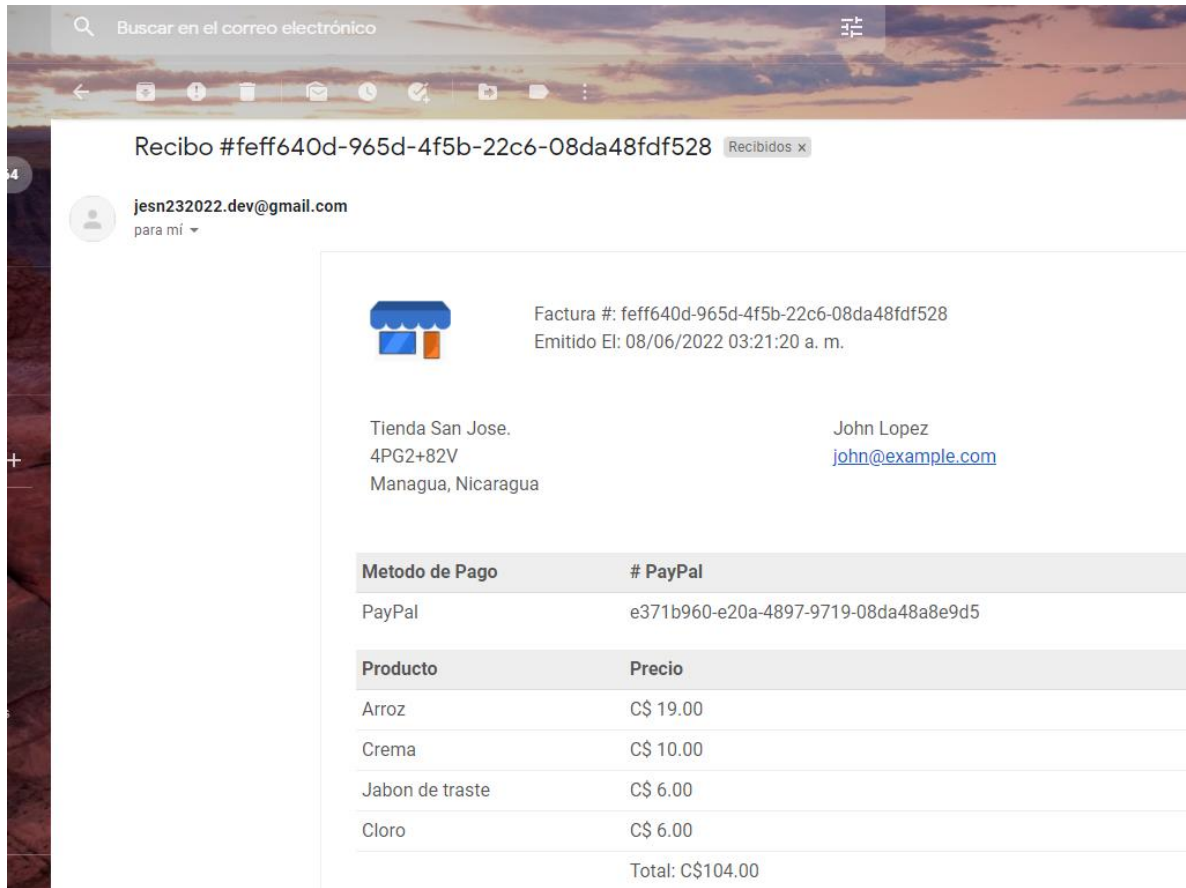 Buscar en el correo electrónico
Recibo #feff640d-965d-4f5b-22c6-08da48fdf528 Recibidos x
64
jesn232022.dev@gmail.com
para mí
Factura #: feff640d-965d-4f5b-22c6-08da48fdf528
Emitido El: 08/06/2022 03:21:20 a. m.
Tienda San Jose.
4PG2+82V
Managua, Nicaragua
John Lopez
john@example.com
Metodo de Pago # PayPal
PayPal e371b960-e20a-4897-9719-08da48a8e9d5
Producto Precio
Arroz C$ 19.00
Crema C$ 10.00
Jabon de traste C$ 6.00
Cloro C$ 6.00
Total: C$104.00